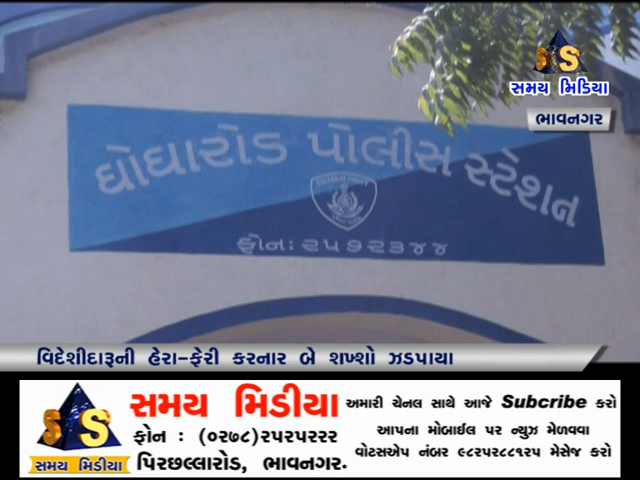 S
સમય મિડિયા
ભાવનગર
ઘોઘારોડ પોલીસ સ્ટેશન
ફોન: ૨૫૭૨૩૪૪
વિદેશીદારૂની હેરા-ફેરી કરનાર બે શખ્શો ઝડપાયા
સમય મિડીયા
ફોન : (૦૨૭૮)૨૫૨૫૨૨૨
પિરછલ્લારોડ, ભાવનગર.
અમારી ચેનલ સાથે આજે Subcribe કરો
આપના મોબાઈલ પર ન્યુઝ મેળવવા
વોટસએપ નંબર ૯૮૨૫૨૮૮૧૨૫ મેસેજ કરો
S S
સમય મીડીયા